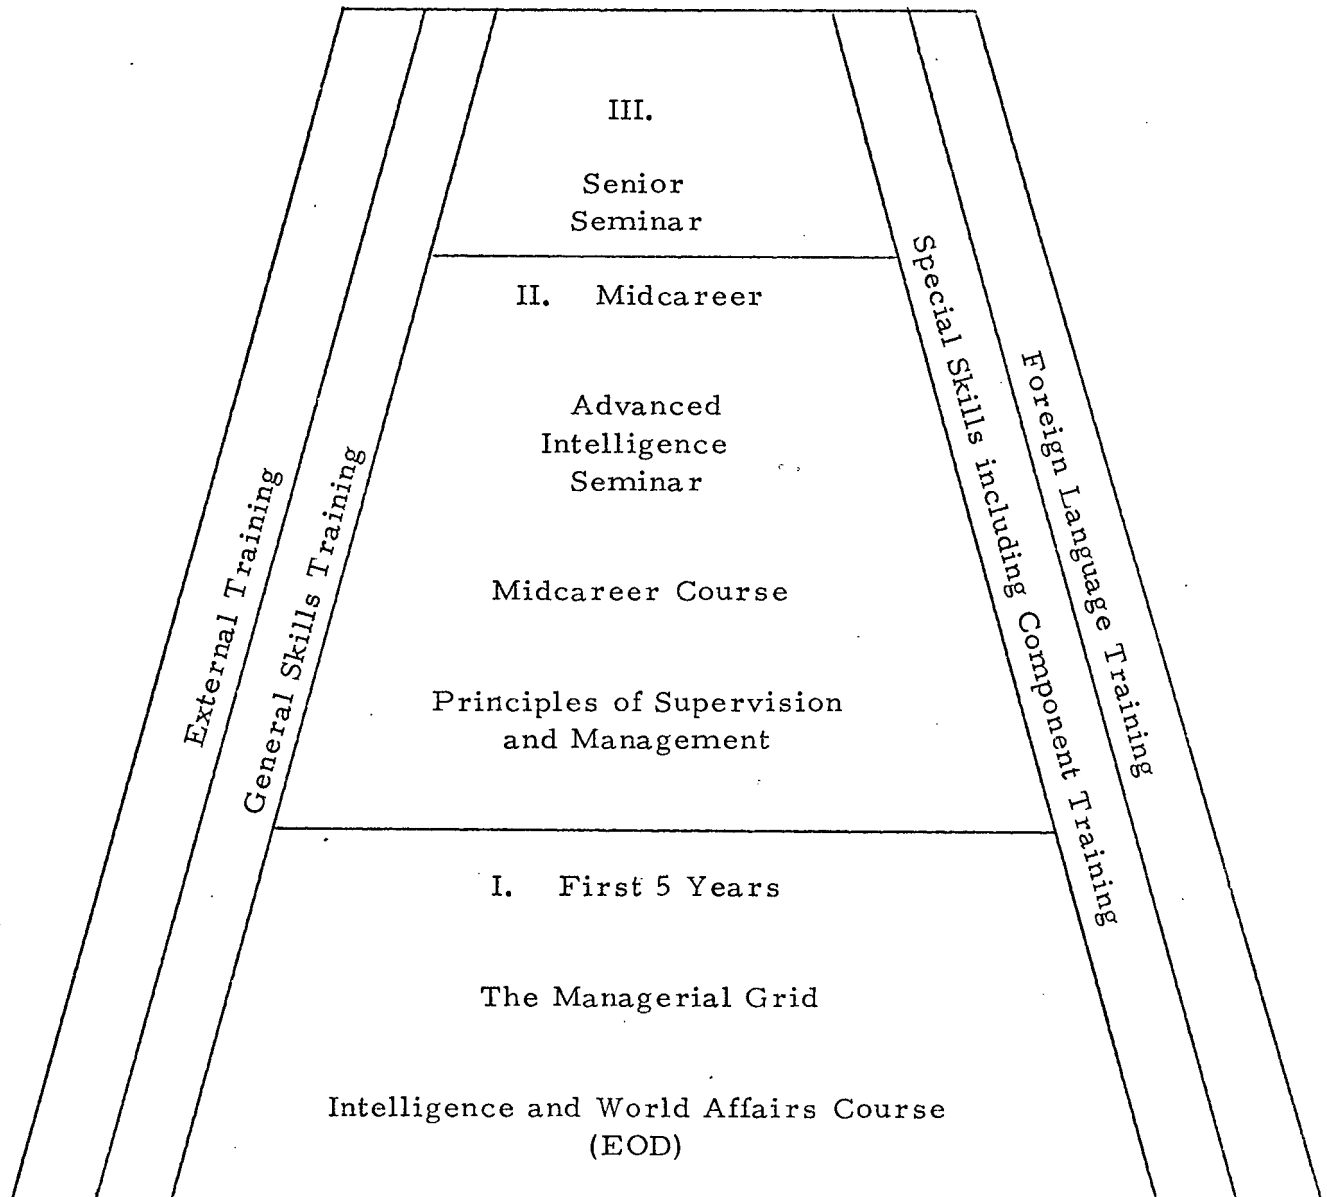 III.
Senior
Seminar
II. Midcareer
Advanced
Intelligence
Seminar
Midcareer Course
Principles of Supervision
and Management
I. First 5 Years
The Managerial Grid
Intelligence and World Affairs Course
(EOD)
External Training
General Skills Training
Special Skills including Component Training
Foreign Language Training